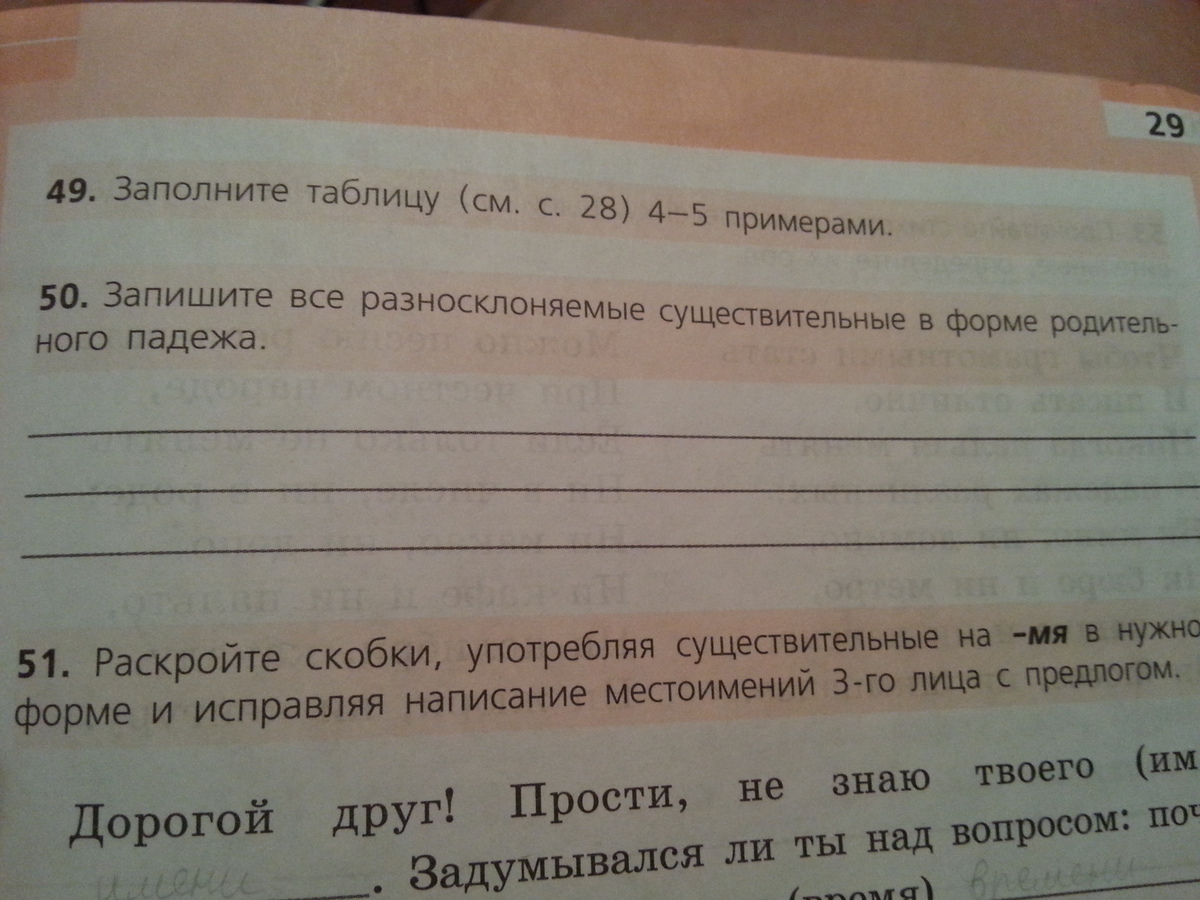 29
49. Заполните таблицу (см. с. 28) 4–5 примерами.
50. Запишите все разносклоняемые существительные в форме родитель-
ного падежа.
51. Раскройте скобки, употребляя существительные на -мя в нужно
форме и исправляя написание местоимений 3-го лица с предлогом.
Дорогой друг! Прости, не знаю твоего (им
имени. Задумывался ли ты над вопросом: поч
(время) времени